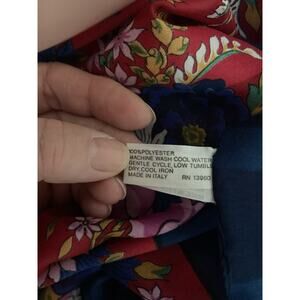 100% POLYESTER
MACHINE WASH COOL WATER
GENTLE CYCLE, LOW TUMBLE
DRY, COOL IRON
MADE IN ITALY RN 13960